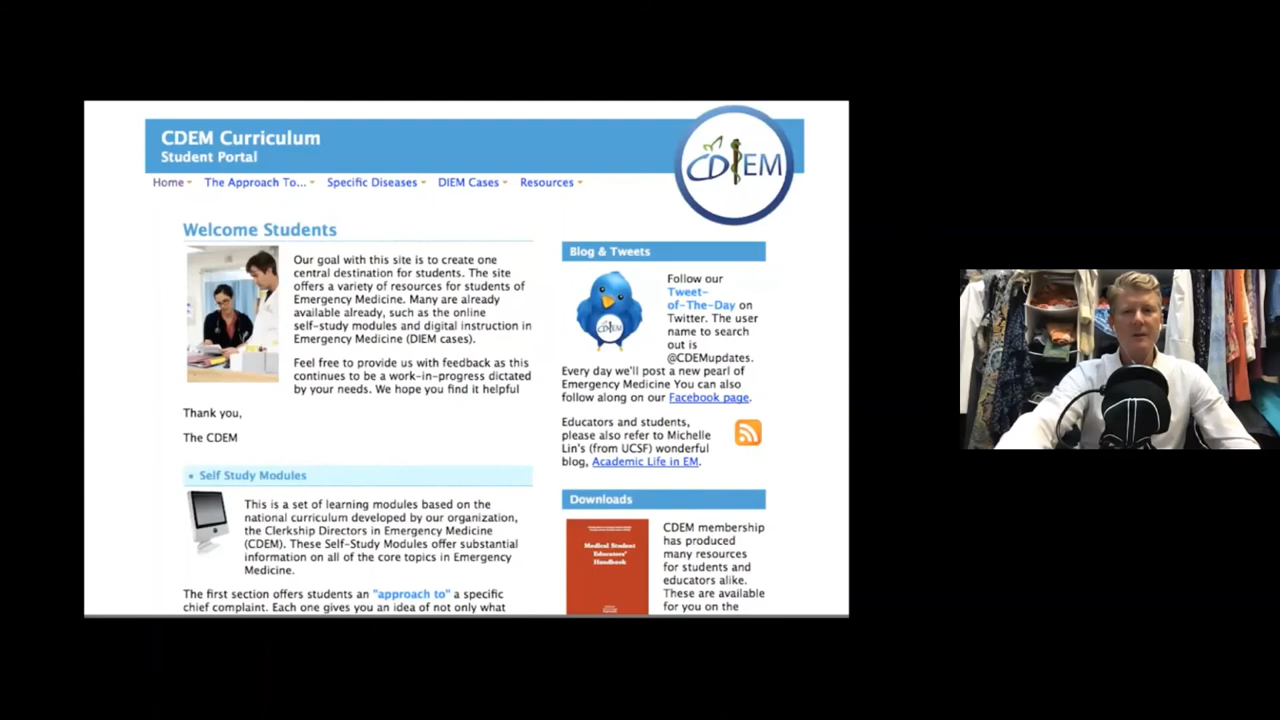 CDEM Curriculum
Student Portal
CDIEM
Home
The Approach To...
Specific Diseases
DIEM Cases
Resources
Welcome Students
Our goal with this site is to create one
central destination for students. The site
offers a variety of resources for students of
Emergency Medicine. Many are already
available already, such as the online
self-study modules and digital instruction in
Emergency Medicine (DIEM cases).
Feel free to provide us with feedback as this
continues to be a work-in-progress dictated
by your needs. We hope you find it helpful
Thank you,
The CDEM
• Self Study Modules
This is a set of learning modules based on the
national curriculum developed by our organization,
the Clerkship Directors in Emergency Medicine
(CDEM). These Self-Study Modules offer substantial
information on all of the core topics in Emergency
Medicine.
The first section offers students an "approach to" a specific
chief complaint. Each one gives you an idea of not only what
Blog & Tweets
Follow our
Tweet-
of-The-Day on
Twitter. The user
name to search
out is
@CDEMupdates.
Every day we'll post a new pearl of
Emergency Medicine You can also
follow along on our Facebook page.
Educators and students,
please also refer to Michelle
Lin's (from UCSF) wonderful
blog, Academic Life in EM.
Downloads
Medical Student
Educators'
Handbook
CDEM membership
has produced
many resources
for students and
educators alike.
These are available
for you on the